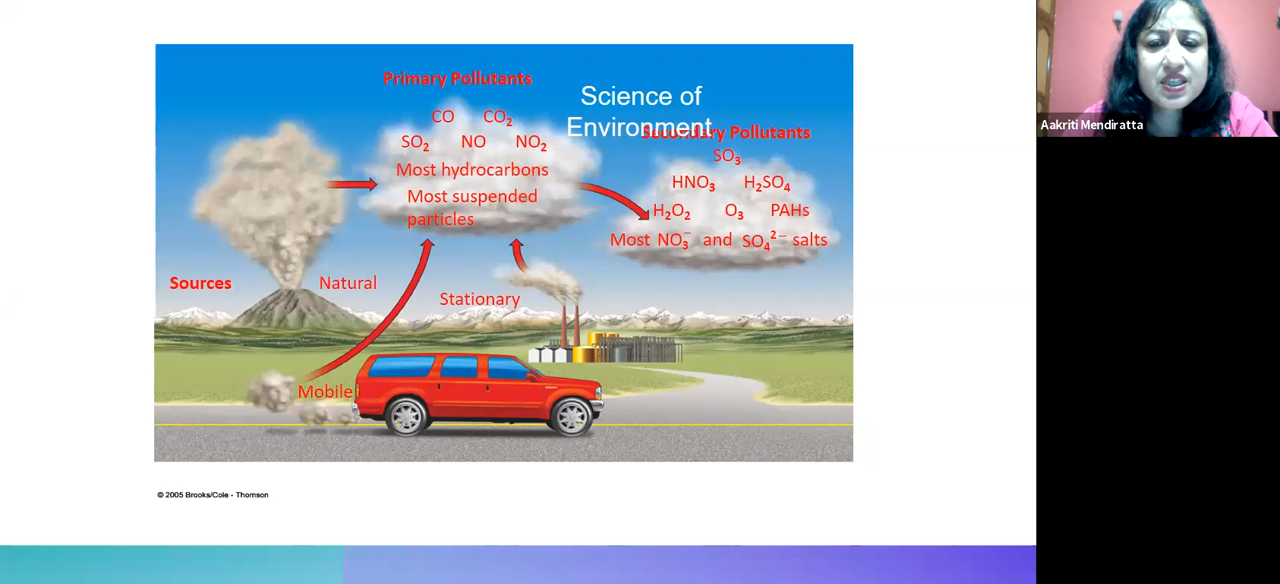 Primary Pollutants
Science of
Environment
Secondary Pollutants
CO CO₂
SO₂ NO NO₂
Most hydrocarbons
Most suspended
particles
SO₃
HNO₃ H₂SO₄
H₂O₂ O₃ PAHs
Most NO₃⁻ and SO₄²⁻ salts
Sources
Natural
Stationary
Mobile
© 2005 Brooks/Cole - Thomson
Aakriti Mendiratta